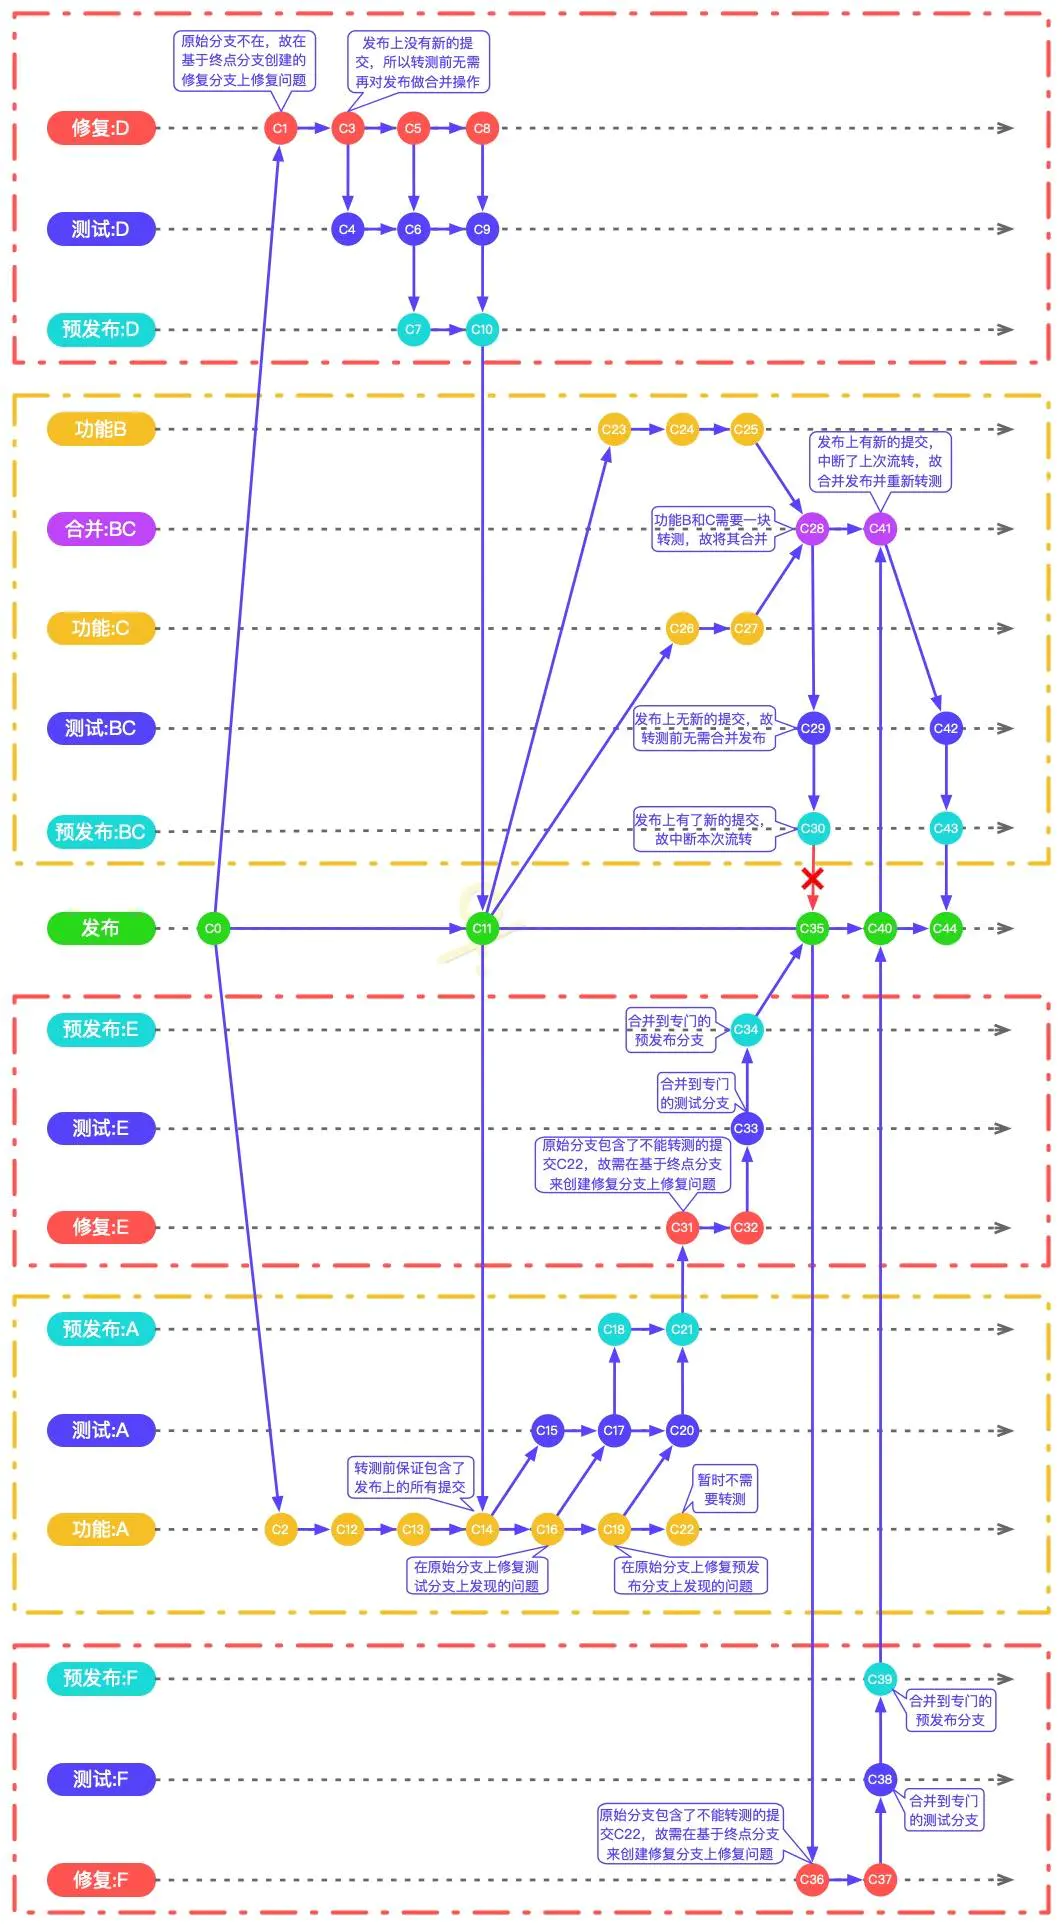 原始分支不在，故在
基于终点分支创建的
修复分支上修复问题
发布上没有新的提
交，所以转测前无需
再对发布做合并操作
修复:D
C1
C3
C5
C8
测试:D
C4
C6
C9
预发布:D
C7
C10
功能B
C23
C24
C25
发布上有新的提交，
中断了上次流转，故
合并发布并重新转测
合并:BC
功能B和C需要一块
转测，故将其合并
C28
C41
功能:C
C26
C27
测试:BC
发布上无新的提交，故
转测前无需合并发布
C29
C42
预发布:BC
发布上有了新的提交，
故中断本次流转
C30
C43
发布
C0
C11
C35
C40
C44
预发布:E
合并到专门的
预发布分支
C34
合并到专门
的测试分支
测试:E
C33
原始分支包含了不能转测的提
交C22，故需在基于终点分支
来创建修复分支上修复问题
修复:E
C31
C32
预发布:A
C18
C21
测试:A
C15
C17
C20
转测前保证包含了
发布上的所有提交
暂时不需
要转测
功能:A
C2
C12
C13
C14
C16
C19
C22
在原始分支上修复测
试分支上发现的问题
在原始分支上修复预发
布分支上发现的问题
预发布:F
C39
合并到专门的
预发布分支
测试:F
C38
合并到专门
的测试分支
原始分支包含了不能转测的提
交C22，故需在基于终点分支
来创建修复分支上修复问题
修复:F
C36
C37